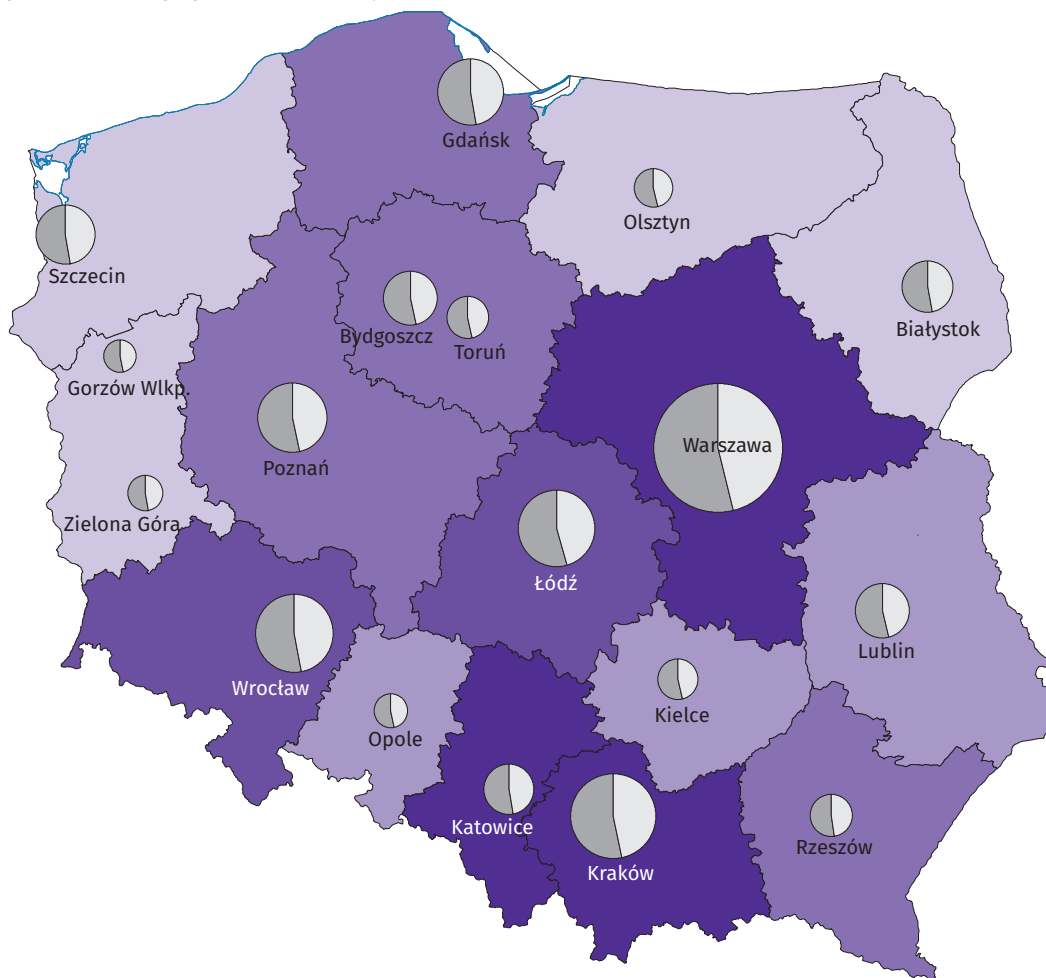 Gdańsk
Olsztyn
Szczecin
Białystok
Bydgoszcz
Toruń
Gorzów Wlkp.
Warszawa
Poznań
Zielona Góra
Łódź
Lublin
Wrocław
Kielce
Opole
Katowice
Rzeszów
Kraków